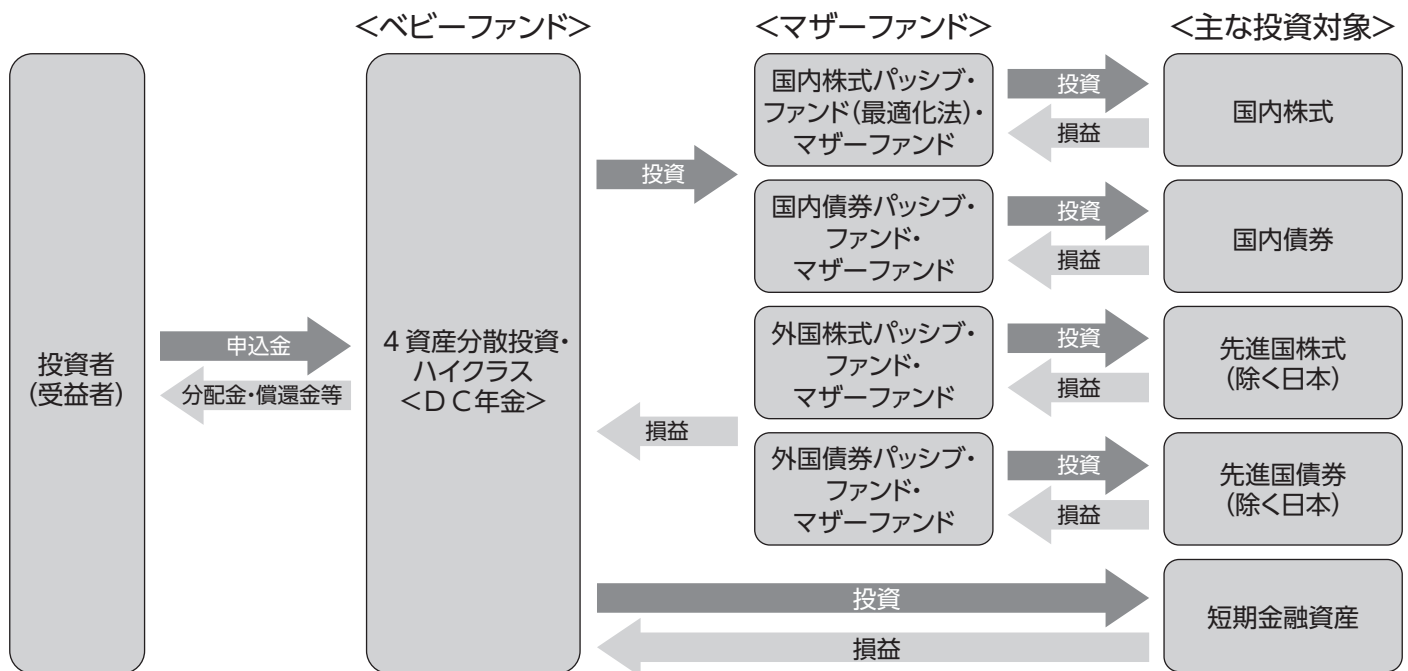 <ベビーファンド>
<マザーファンド>
<主な投資対象>
投資者
(受益者)
申込金
分配金・償還金等
4資産分散投資・
ハイクラス
<DC年金>
投資
損益
国内株式パッシブ・
ファンド(最適化法)・
マザーファンド
投資
損益
国内株式
国内債券パッシブ・
ファンド・
マザーファンド
投資
損益
国内債券
外国株式パッシブ・
ファンド・
マザーファンド
投資
損益
先進国株式
(除く日本)
外国債券パッシブ・
ファンド・
マザーファンド
投資
損益
先進国債券
(除く日本)
投資
損益
短期金融資産